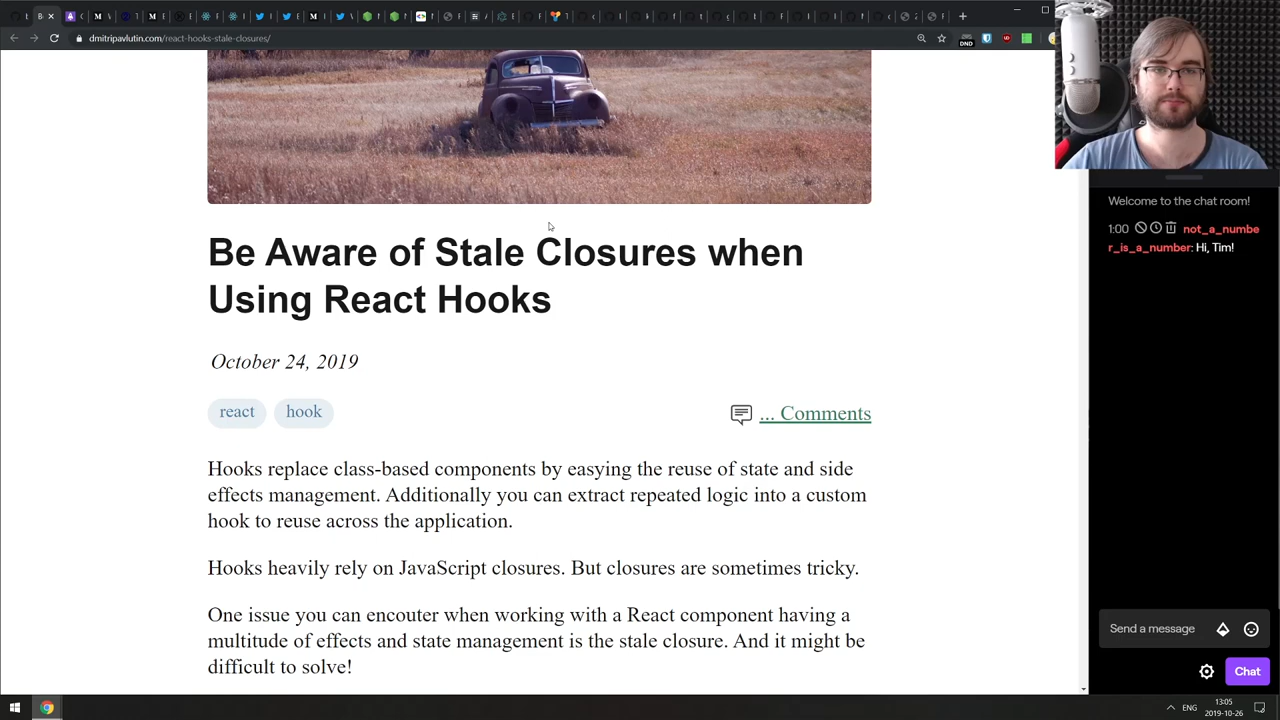 dmitripavlutin.com/react-hooks-stale-closures/
DND
Be Aware of Stale Closures when
Using React Hooks
October 24, 2019
react
hook
... Comments
Hooks replace class-based components by easying the reuse of state and side
effects management. Additionally you can extract repeated logic into a custom
hook to reuse across the application.
Hooks heavily rely on JavaScript closures. But closures are sometimes tricky.
One issue you can encouter when working with a React component having a
multitude of effects and state management is the stale closure. And it might be
difficult to solve!
Welcome to the chat room!
1:00 not_a_numbe
r_is_a_number: Hi, Tim!
Send a message
Chat
ENG
13:05
2019-10-26